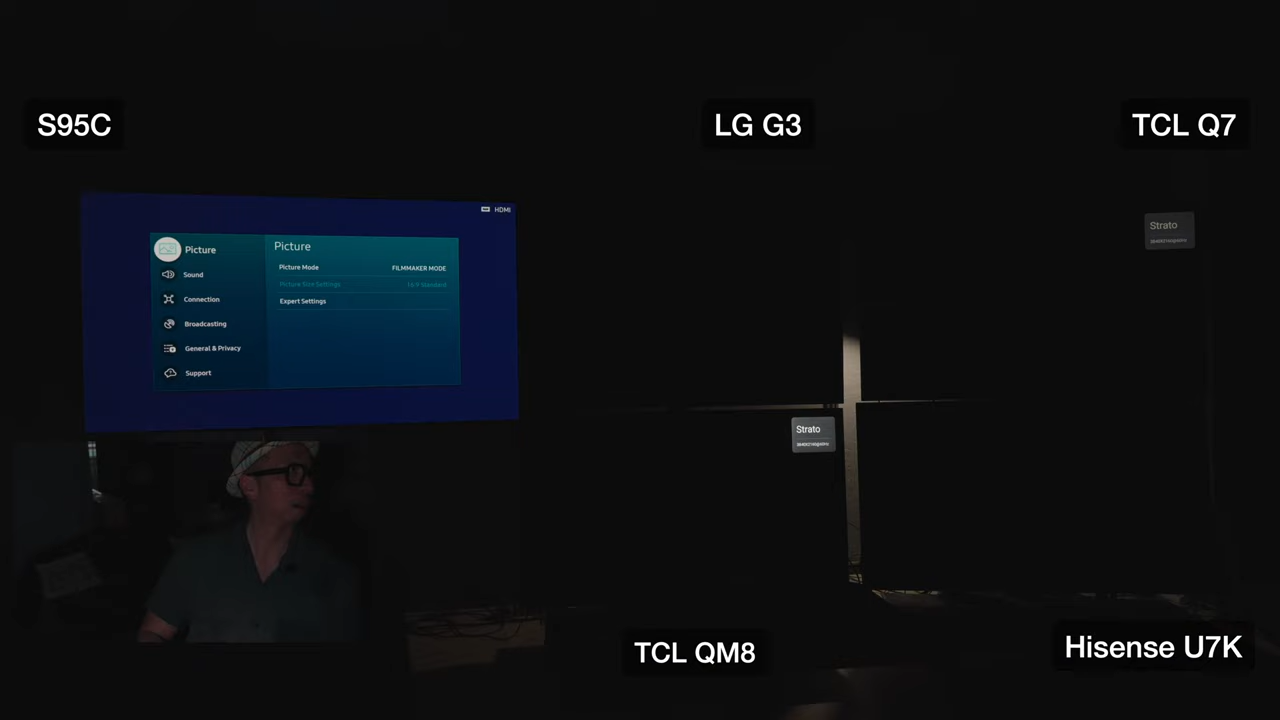 S95C
LG G3
TCL Q7
HDMI
Picture
Sound
Connection
Broadcasting
General & Privacy
Support
Picture
Picture Mode FILMMAKER MODE
Picture Size Settings 16:9 Standard
Expert Settings
Strato
Strato
TCL QM8
Hisense U7K